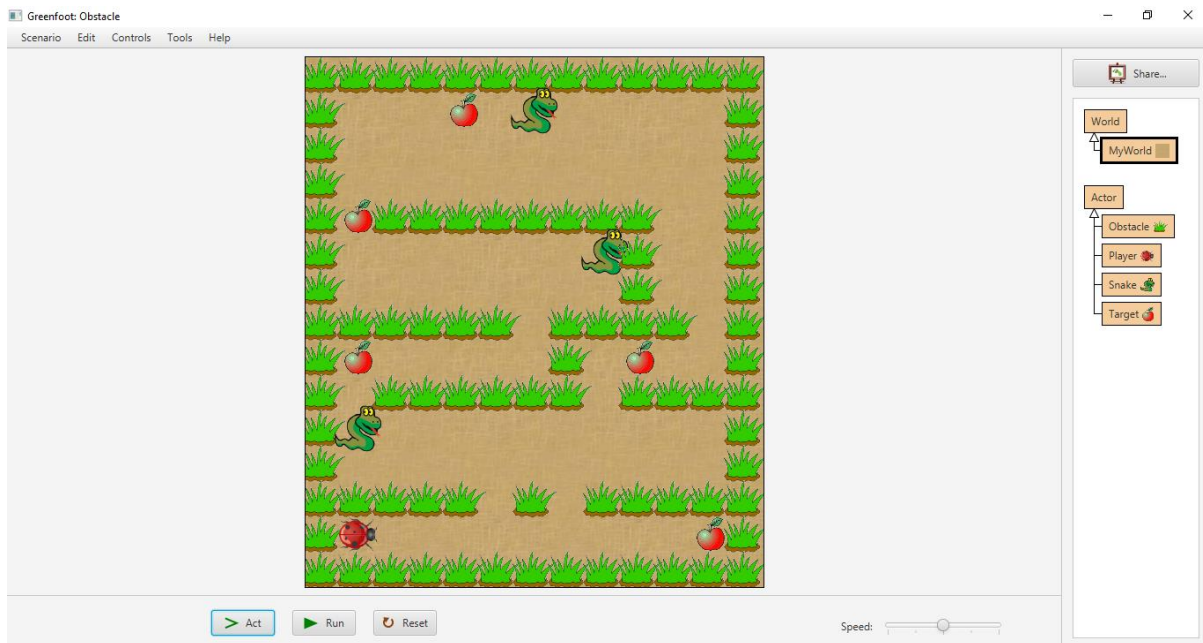 Greenfoot: Obstacle
Scenario Edit Controls Tools Help
Share...
World
MyWorld
Actor
Obstacle
Player
Snake
Target
Act
Run
Reset
Speed: